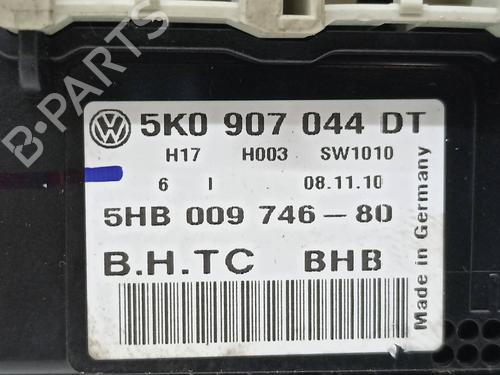 5K0 907 044 DT
H17 H003 SW1010
6 I . 08.11.10
5HB 009 746-80
B.H.TC BHB
Made in Germany
B-PARTS